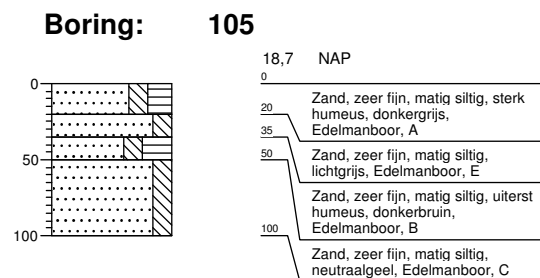 Boring: 105
18,7 NAP
0
50
100
0
Zand, zeer fijn, matig siltig, sterk
humeus, donkergrijs,
Edelmanboor, A
20
Zand, zeer fijn, matig siltig,
lichtgrijs, Edelmanboor, E
35
Zand, zeer fijn, matig siltig, uiterst
humeus, donkerbruin,
Edelmanboor, B
50
Zand, zeer fijn, matig siltig,
neutraalgeel, Edelmanboor, C
100